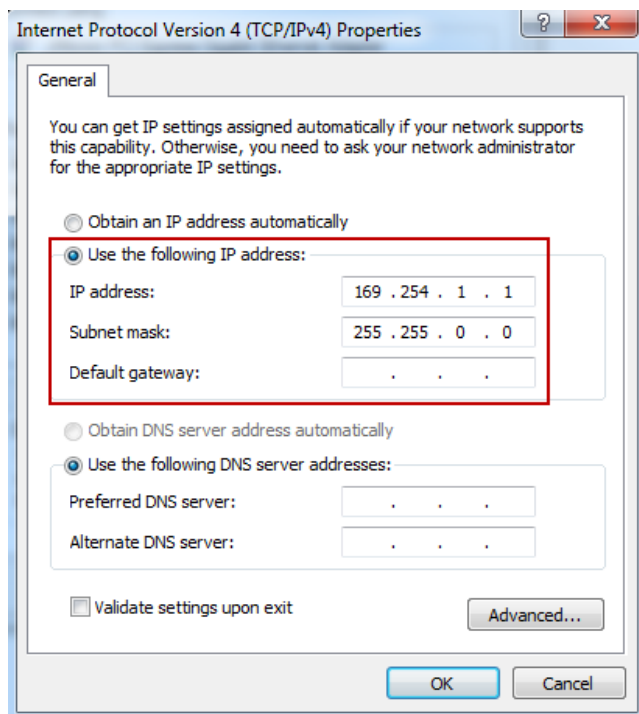 Internet Protocol Version 4 (TCP/IPv4) Properties
General
You can get IP settings assigned automatically if your network supports
this capability. Otherwise, you need to ask your network administrator
for the appropriate IP settings.
Obtain an IP address automatically
Use the following IP address:
IP address: 169 . 254 . 1 . 1
Subnet mask: 255 . 255 . 0 . 0
Default gateway: . . .
Obtain DNS server address automatically
Use the following DNS server addresses:
Preferred DNS server: . . .
Alternate DNS server: . . .
Validate settings upon exit
Advanced...
OK Cancel